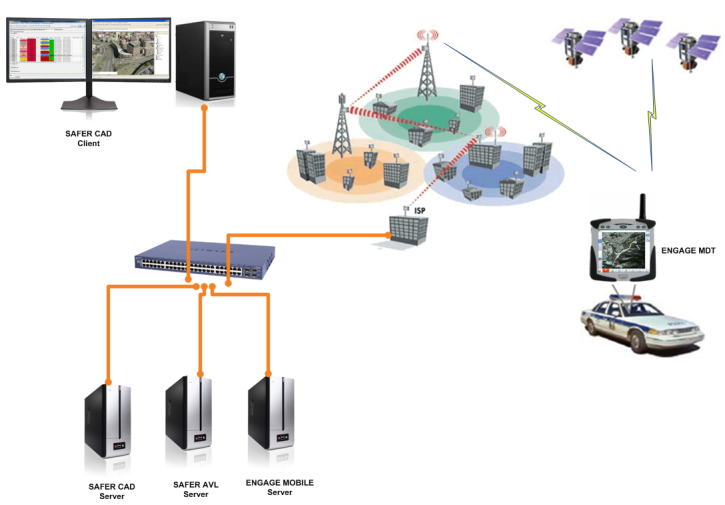 SAFER CAD
Client
ISP
ENGAGE MDT
SAFER CAD
Server
SAFER AVL
Server
ENGAGE MOBILE
Server